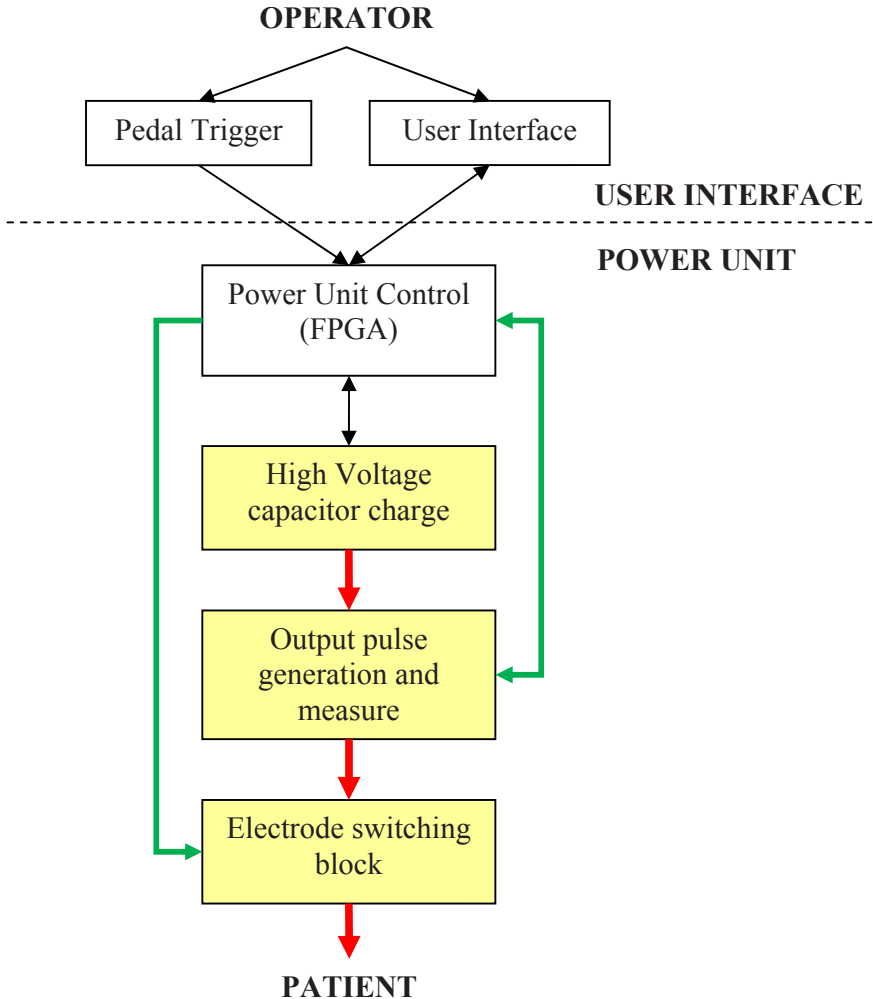 OPERATOR
Pedal Trigger
User Interface
USER INTERFACE
POWER UNIT
Power Unit Control
(FPGA)
High Voltage
capacitor charge
Output pulse
generation and
measure
Electrode switching
block
PATIENT